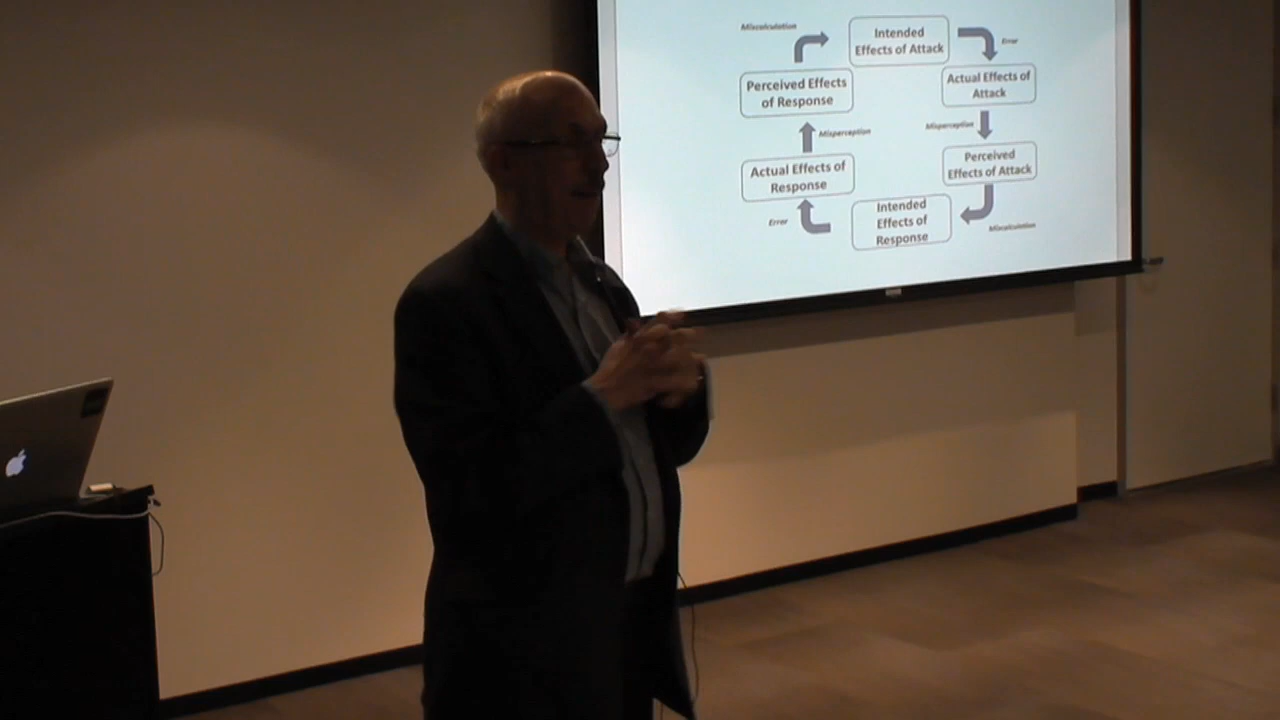 Miscalculation
Intended
Effects of Attack
Error
Perceived Effects
of Response
Actual Effects of
Attack
Misperception
Misperception
Actual Effects of
Response
Perceived
Effects of Attack
Error
Intended
Effects of
Response
Miscalculation